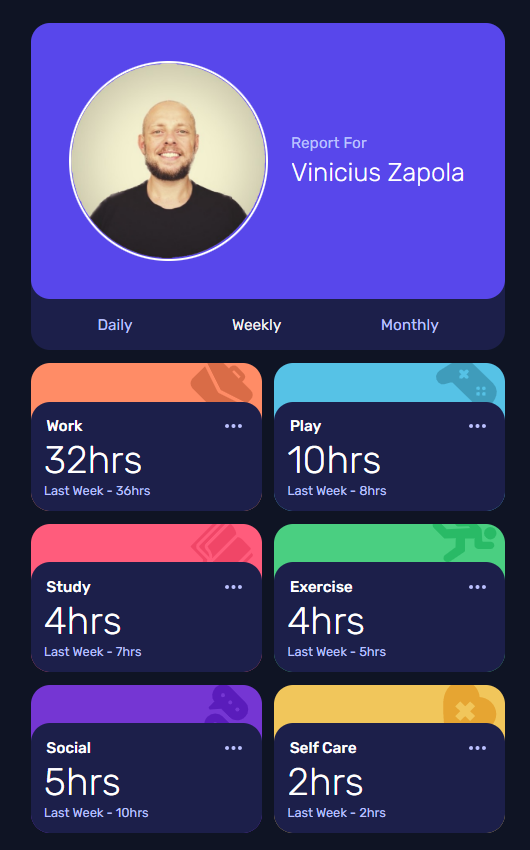 Report For
Vinicius Zapola
Daily Weekly Monthly
Work
32hrs
Last Week - 36hrs
Play
10hrs
Last Week - 8hrs
Study
4hrs
Last Week - 7hrs
Exercise
4hrs
Last Week - 5hrs
Social
5hrs
Last Week - 10hrs
Self Care
2hrs
Last Week - 2hrs